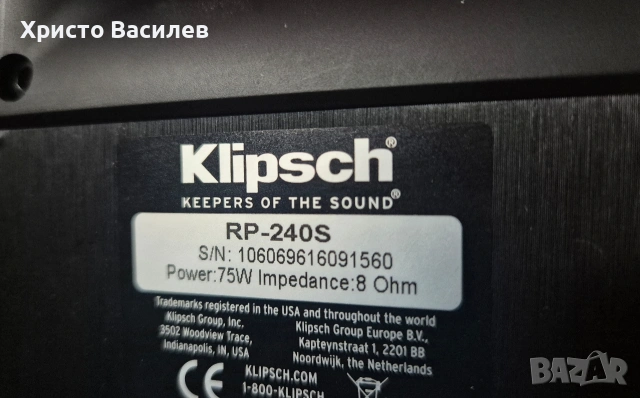 Христо Василев
Klipsch®
KEEPERS OF THE SOUND®
RP-240S
S/N: 106069616091560
Power:75W Impedance:8 Ohm
Trademarks registered in the USA and throughout the world
Klipsch Group, Inc.
3502 Woodview Trace,
Indianapolis, IN, USA
Klipsch Group Europe B.V.,
Kapteynstraat 1, 2201 BB
Noordwijk, the Netherlands
CE
KLIPSCH.COM
1-800-KLIPSCH
BAZAR